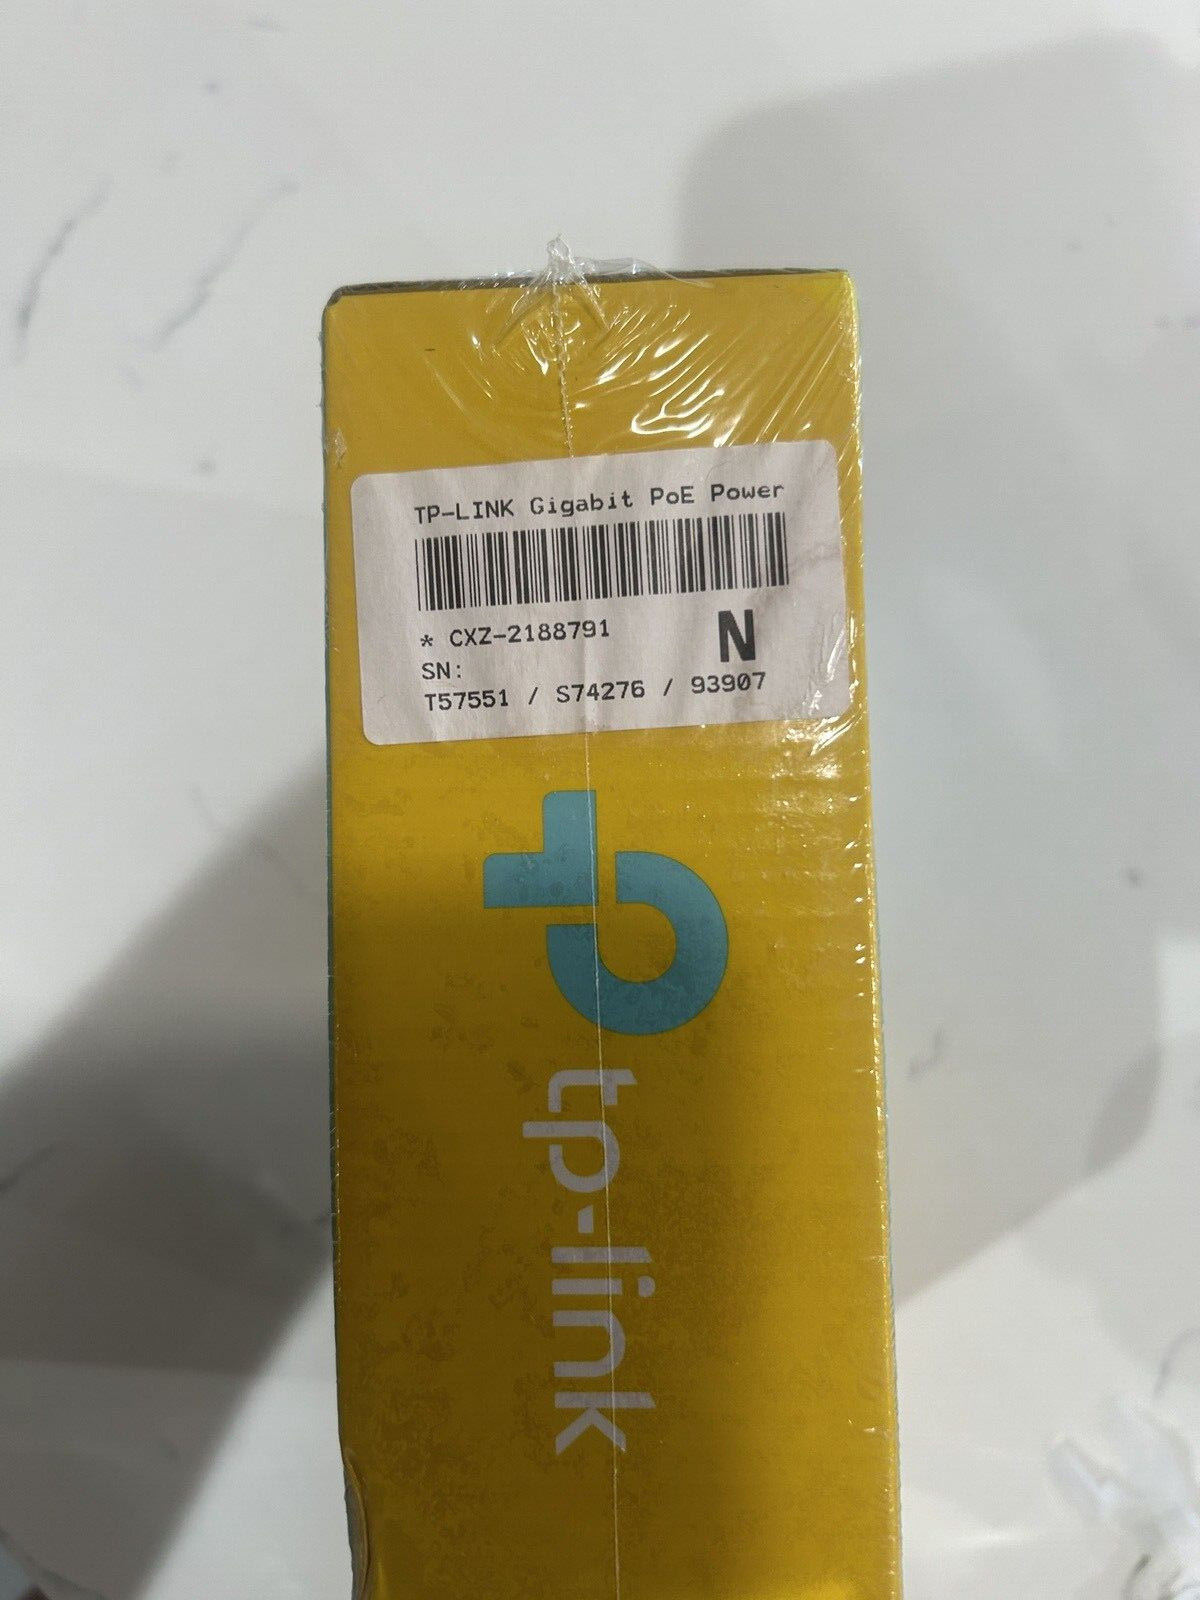 TP-LINK Gigabit PoE Power
* CXZ-2188791
N
SN:
T57551 / S74276 / 93907
tp-link